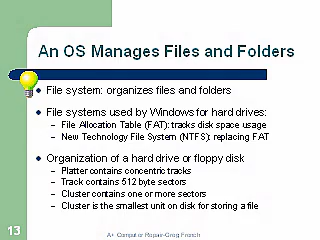 An OS Manages Files and Folders
File system: organizes files and folders
File systems used by Windows for hard drives:
– File Allocation Table (FAT): tracks disk space usage
– New Technology File System (NTFS): replacing FAT
Organization of a hard drive or floppy disk
– Platter contains concentric tracks
– Track contains 512 byte sectors
– Cluster contains one or more sectors
– Cluster is the smallest unit on disk for storing a file
13
A+ Computer Repair-Greg French